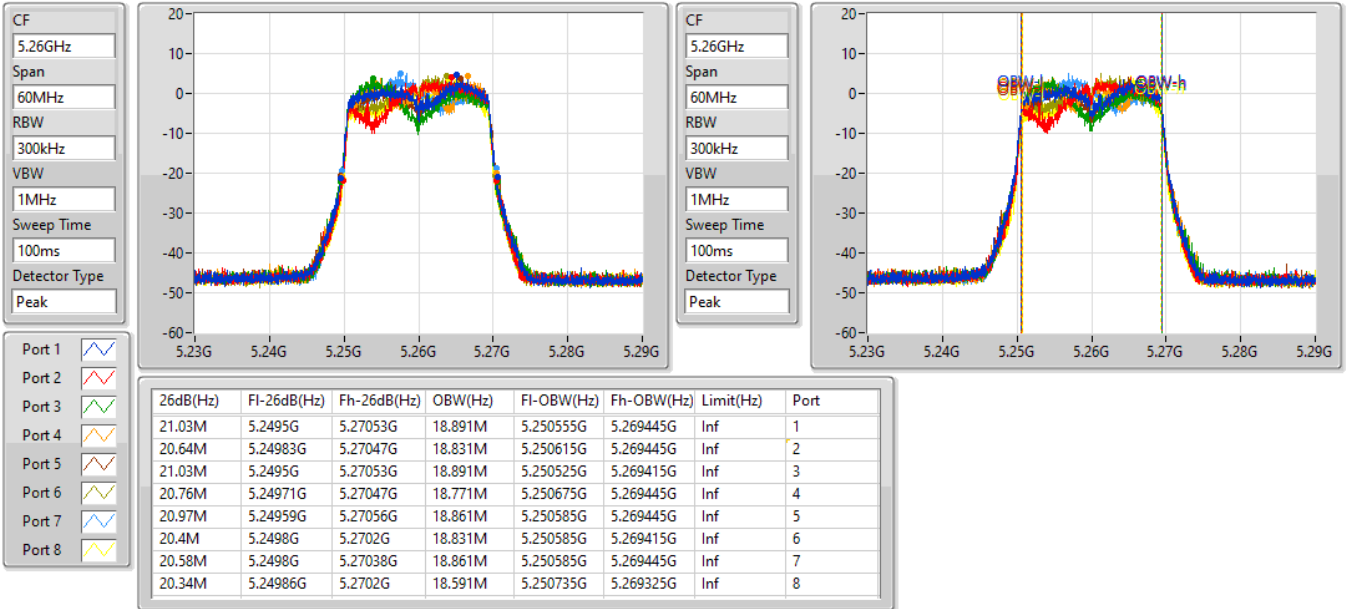 CF
5.26GHz
Span
60MHz
RBW
300kHz
VBW
1MHz
Sweep Time
100ms
Detector Type
Peak
20-
10-
0-
-10-
-20-
-30-
-40-
-50-
-60-
5.23G 5.24G 5.25G 5.26G 5.27G 5.28G 5.29G
CF
5.26GHz
Span
60MHz
RBW
300kHz
VBW
1MHz
Sweep Time
100ms
Detector Type
Peak
20-
10-
0-
-10-
-20-
-30-
-40-
-50-
-60-
OBW-l OBW-h
5.23G 5.24G 5.25G 5.26G 5.27G 5.28G 5.29G
Port 1
Port 2
Port 3
Port 4
Port 5
Port 6
Port 7
Port 8
26dB(Hz) Fl-26dB(Hz) Fh-26dB(Hz) OBW(Hz) Fl-OBW(Hz) Fh-OBW(Hz) Limit(Hz) Port
21.03M 5.2495G 5.27053G 18.891M 5.250555G 5.269445G Inf 1
20.64M 5.24983G 5.27047G 18.831M 5.250615G 5.269445G Inf 2
21.03M 5.2495G 5.27053G 18.891M 5.250525G 5.269415G Inf 3
20.76M 5.24971G 5.27047G 18.771M 5.250675G 5.269445G Inf 4
20.97M 5.24959G 5.27056G 18.861M 5.250585G 5.269445G Inf 5
20.4M 5.2498G 5.2702G 18.831M 5.250585G 5.269415G Inf 6
20.58M 5.2498G 5.27038G 18.861M 5.250585G 5.269445G Inf 7
20.34M 5.24986G 5.2702G 18.591M 5.250735G 5.269325G Inf 8